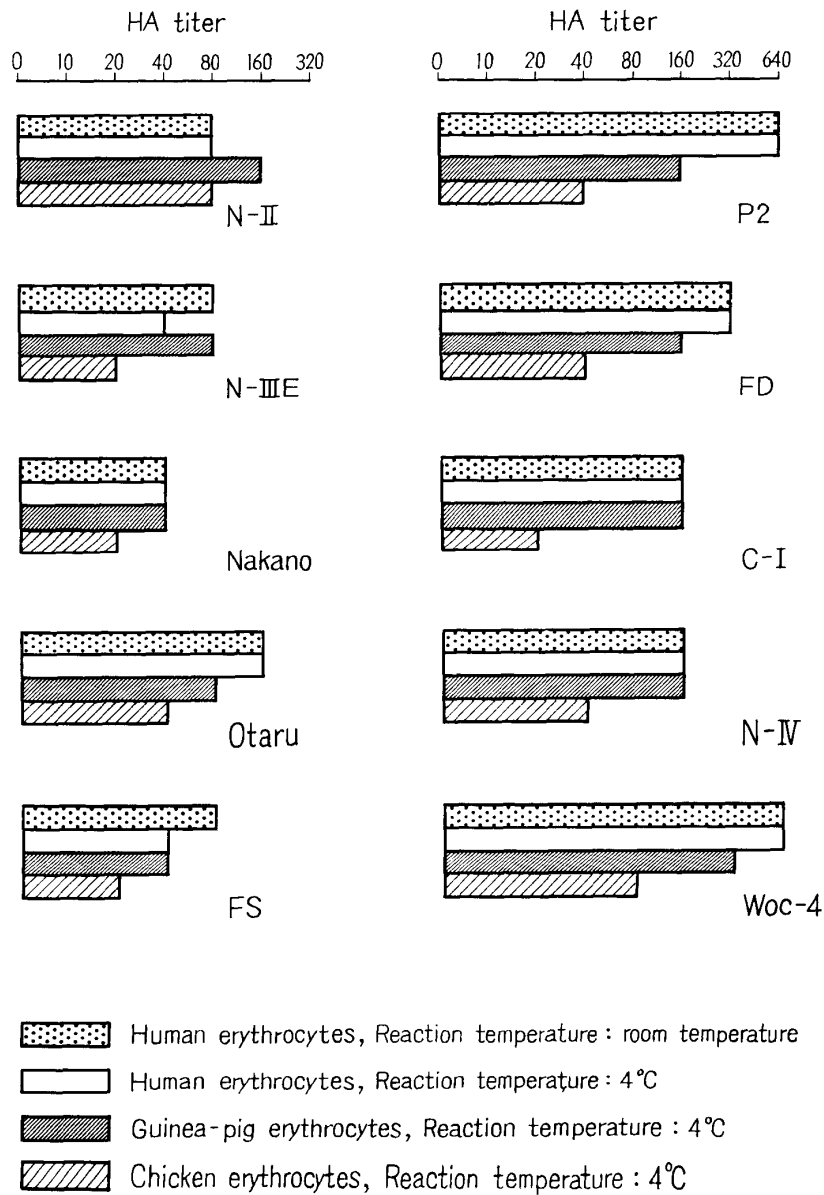 HA titer
0 10 20 40 80 160 320
N-II
N-IIIE
Nakano
Otaru
FS
HA titer
0 10 20 40 80 160 320 640
P2
FD
C-I
N-IV
Woc-4
Human erythrocytes, Reaction temperature : room temperature
Human erythrocytes, Reaction temperature : 4°C
Guinea-pig erythrocytes, Reaction temperature : 4°C
Chicken erythrocytes, Reaction temperature : 4°C